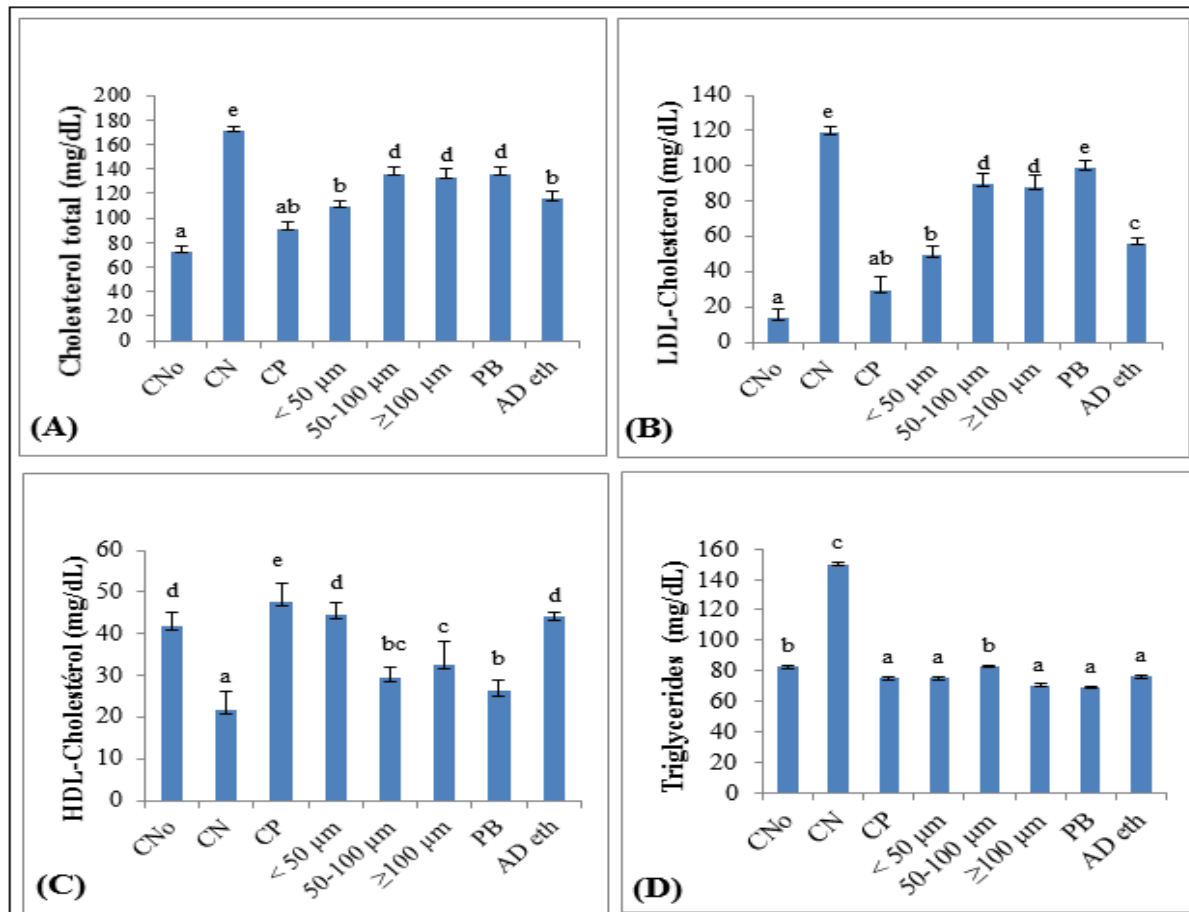 Cholesterol total (mg/dL)
200
180
160
140
120
100
80
60
40
20
0
a
e
ab
b
d
d
d
b
CNo
CN
CP
< 50 µm
50-100 µm
≥100 µm
PB
AD eth
(A)
LDL-Cholesterol (mg/dL)
140
120
100
80
60
40
20
0
a
e
ab
b
d
d
e
c
CNo
CN
CP
< 50 µm
50-100 µm
≥100 µm
PB
AD eth
(B)
HDL-Cholestérol (mg/dL)
60
50
40
30
20
10
0
d
a
e
d
bc
c
b
d
CNo
CN
CP
< 50 µm
50-100 µm
≥100 µm
PB
AD eth
(C)
Triglycerides (mg/dL)
160
140
120
100
80
60
40
20
0
b
c
a
a
b
a
a
a
CNo
CN
CP
< 50 µm
50-100 µm
≥100 µm
PB
AD eth
(D)